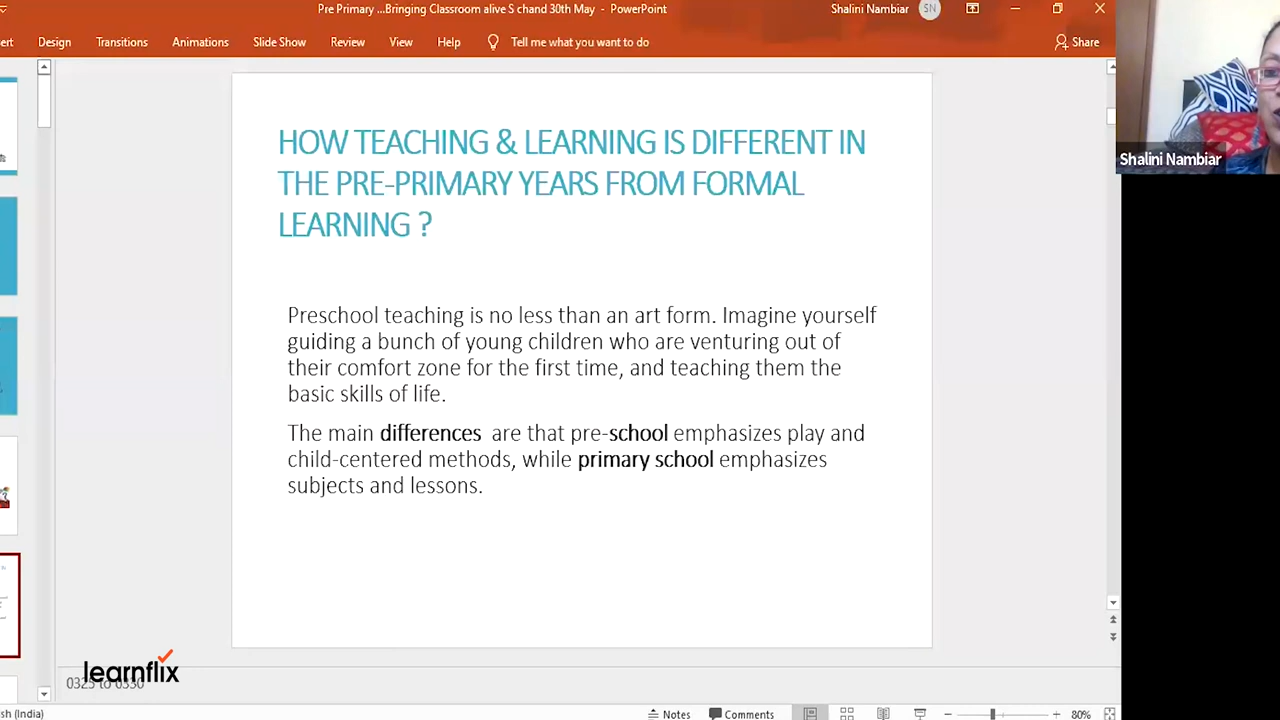 Pre Primary ...Bringing Classroom alive S chand 30th May - PowerPoint
Shalini Nambiar
SN
Design Transitions Animations Slide Show Review View Help Tell me what you want to do
Share
HOW TEACHING & LEARNING IS DIFFERENT IN
THE PRE-PRIMARY YEARS FROM FORMAL
LEARNING ?
Preschool teaching is no less than an art form. Imagine yourself
guiding a bunch of young children who are venturing out of
their comfort zone for the first time, and teaching them the
basic skills of life.
The main differences are that pre-school emphasizes play and
child-centered methods, while primary school emphasizes
subjects and lessons.
Shalini Nambiar
learnflix
0325 to 0330
(India)
Notes
Comments
80%